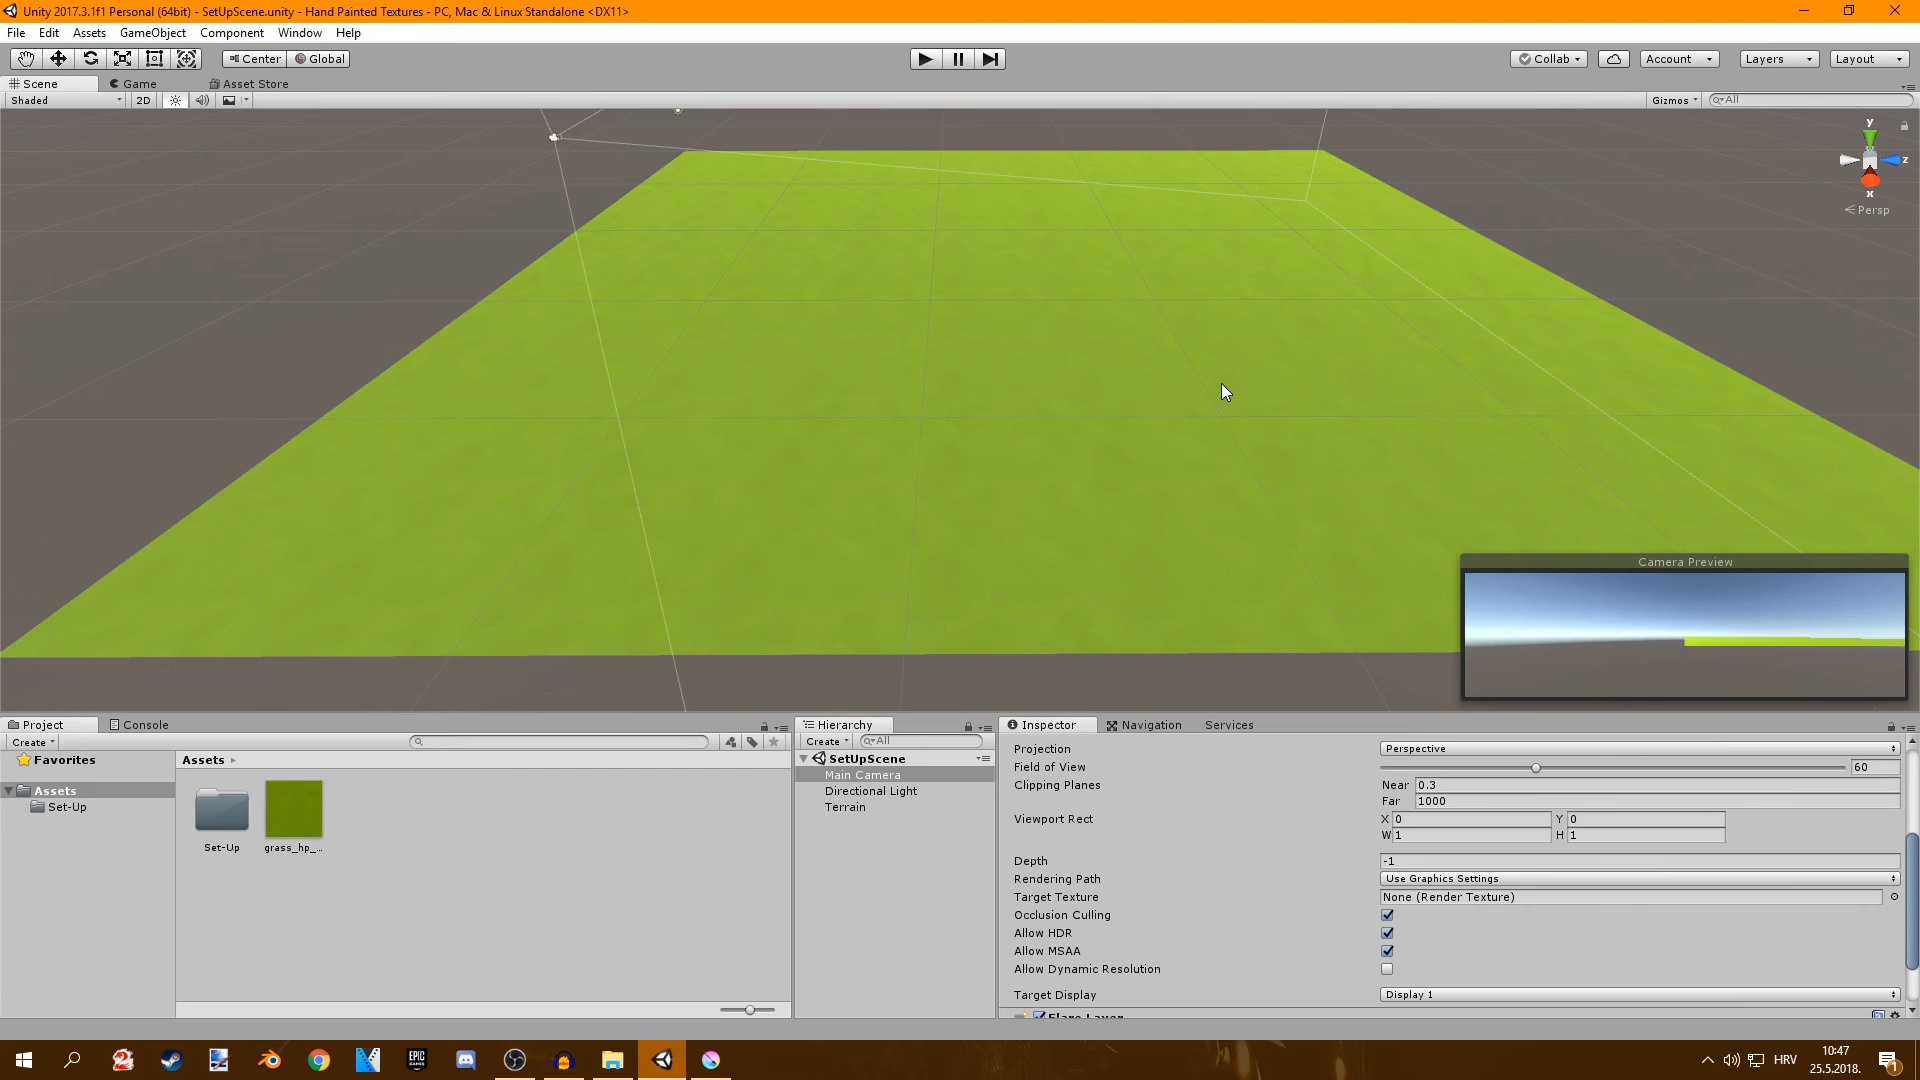 Unity 2017.3.1f1 Personal (64bit) - SetUpScene.unity - Hand Painted Textures - PC, Mac & Linux Standalone <DX11>
File Edit Assets GameObject Component Window Help
Center Global Collab Account Layers Layout
Scene Game Asset Store
Shaded 2D Gizmos All
y
z
x
Persp
Camera Preview
Project Console
Create
Favorites
Assets
Set-Up
Assets
Set-Up
grass_hp_...
Hierarchy
Create All
SetUpScene
Main Camera
Directional Light
Terrain
Inspector Navigation Services
Projection Perspective
Field of View 60
Clipping Planes Near 0.3
Far 1000
Viewport Rect X 0 Y 0
W 1 H 1
Depth -1
Rendering Path Use Graphics Settings
Target Texture None (Render Texture)
Occlusion Culling
Allow HDR
Allow MSAA
Allow Dynamic Resolution
Target Display Display 1
Flare Layer
EPIC GAMES
HRV
10:47
25.5.2018.
1